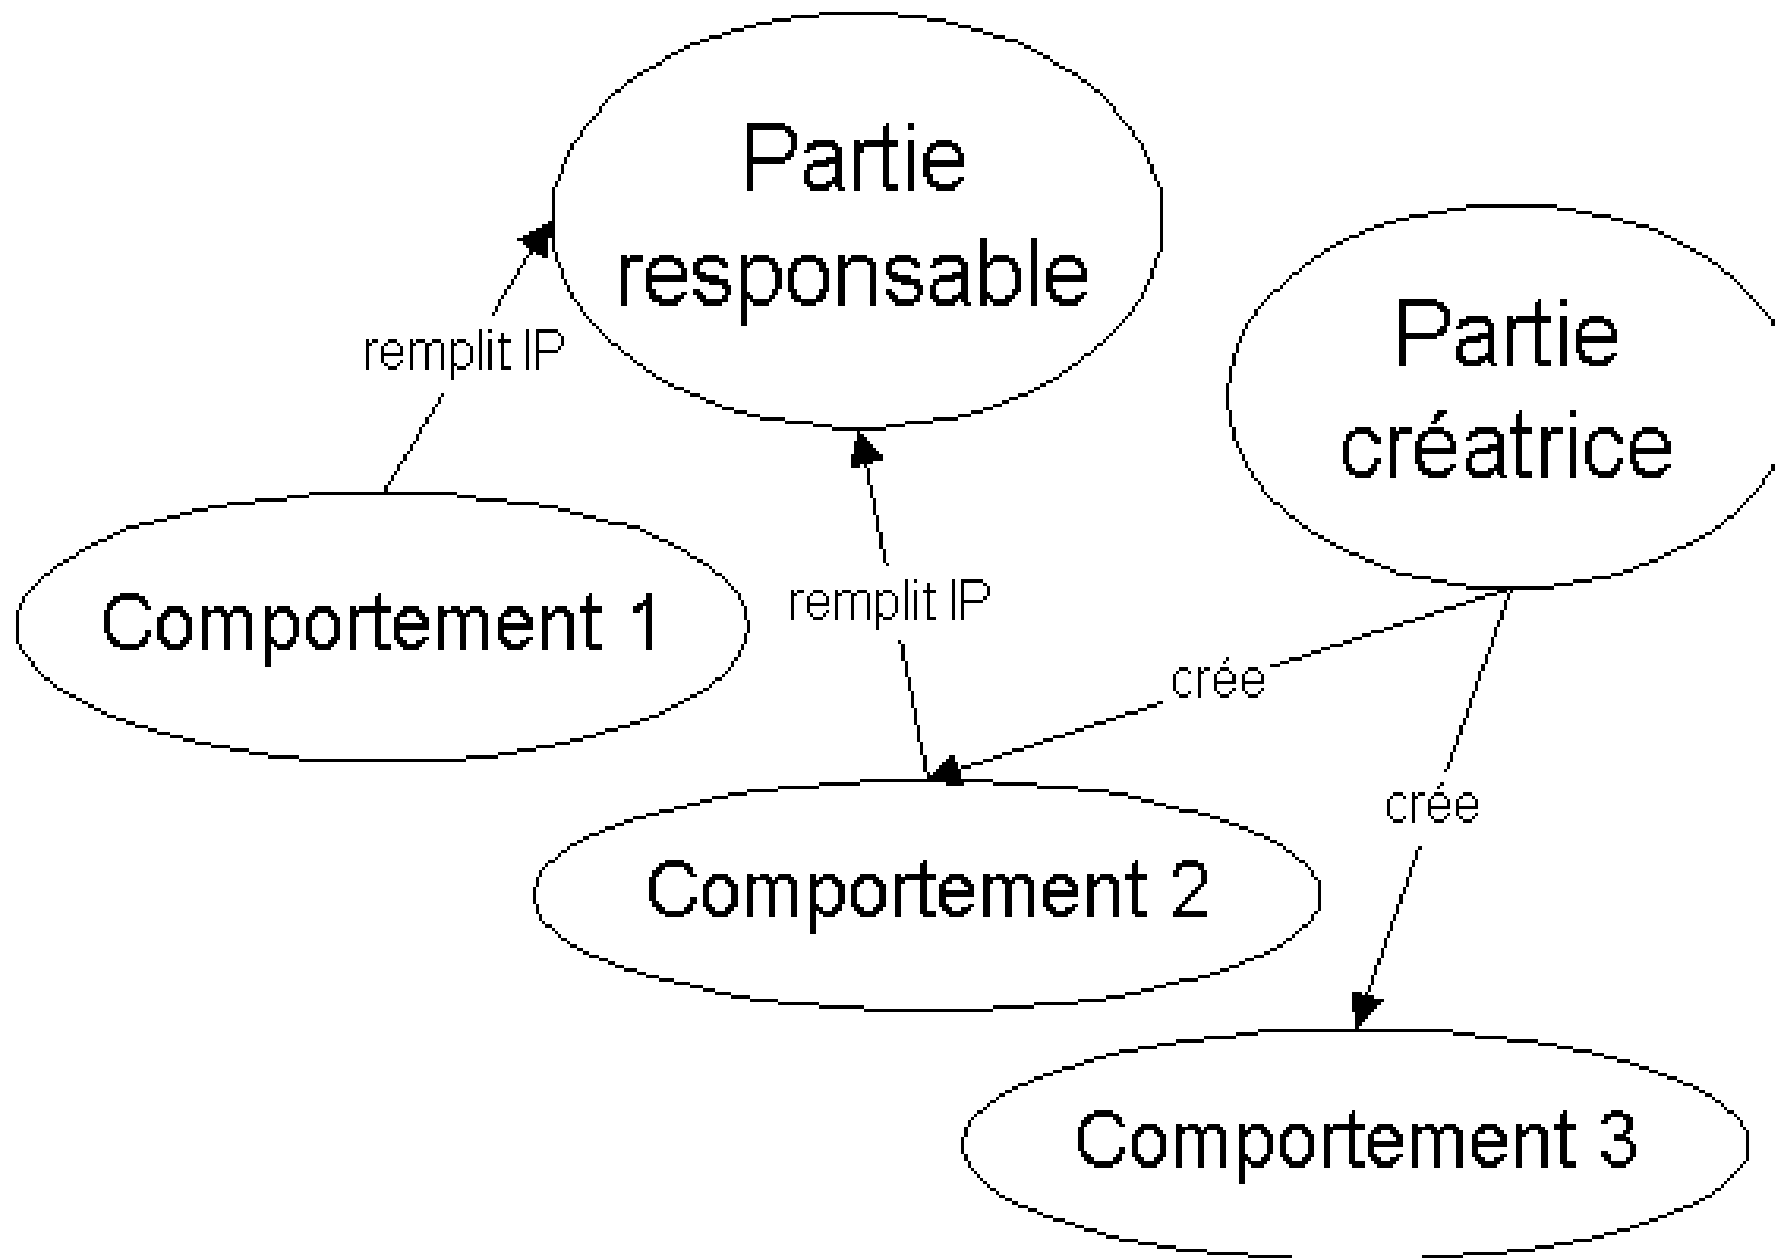 Partie
responsable
Partie
créatrice
remplit IP
Comportement 1
remplit IP
crée
crée
Comportement 2
Comportement 3